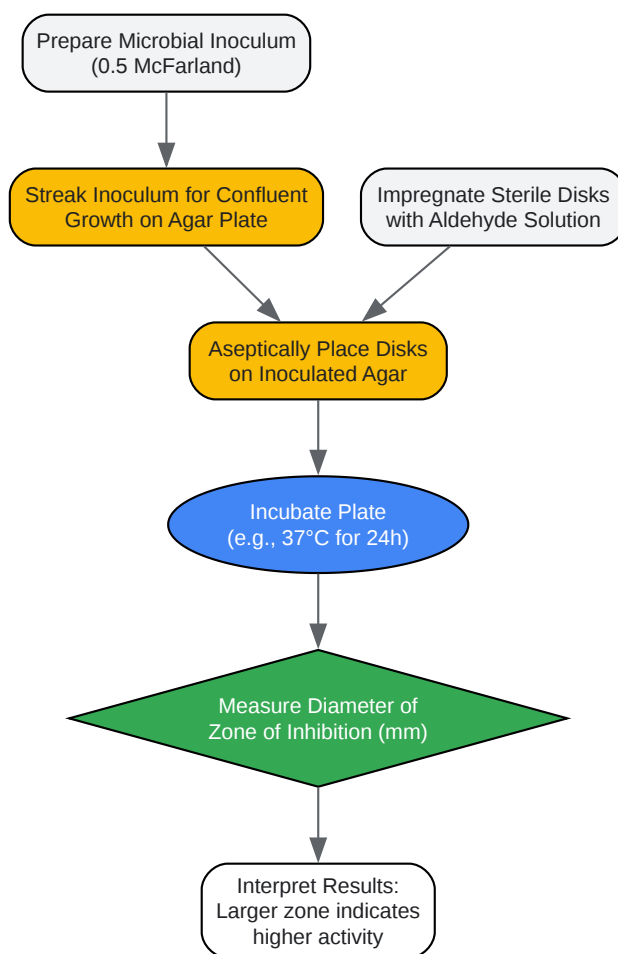 Prepare Microbial Inoculum
(0.5 McFarland)
Streak Inoculum for Confluent
Growth on Agar Plate
Impregnate Sterile Disks
with Aldehyde Solution
Aseptically Place Disks
on Inoculated Agar
Incubate Plate
(e.g., 37°C for 24h)
Measure Diameter of
Zone of Inhibition (mm)
Interpret Results:
Larger zone indicates
higher activity